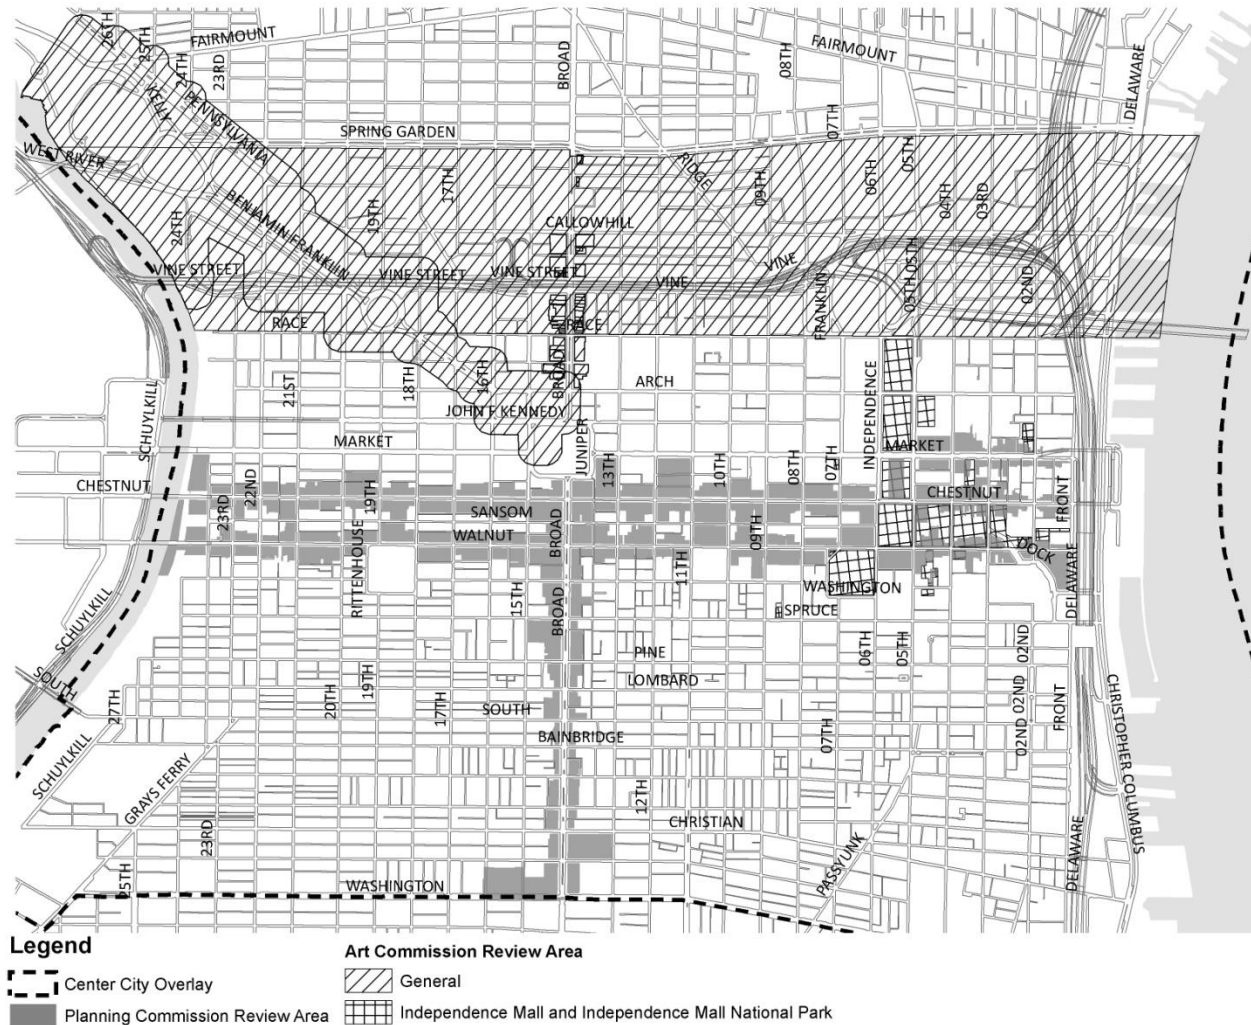 26TH
25TH
24TH
FAIRMOUNT
23RD
BROAD
08TH
FAIRMOUNT
DELAWARE
KELLY
PENNSYLVANIA
SPRING GARDEN
07TH
WEST RIVER
RIDGE
09TH
06TH
05TH
04TH
03RD
BENJAMIN FRANKLIN
24TH
19TH
17TH
CALLOWHILL
VINE STREET
VINE STREET
VINE STREET
VINE
VINE
FRANKLIN
05TH
05TH
02ND
RACE
RACE
21ST
18TH
16TH
BROAD
ARCH
INDEPENDENCE
JOHN F KENNEDY
SCHUYLKILL
MARKET
JUNIPER
MARKET
CHESTNUT
23RD
22ND
19TH
13TH
10TH
08TH
07TH
CHESTNUT
FRONT
SANSOM
WALNUT
BROAD
09TH
DOCK
RITTENHOUSE
15TH
11TH
WASHINGTON
DELAWARE
SCHUYLKILL
BROAD
SPRUCE
PINE
06TH
05TH
02ND
SOUTH
27TH
20TH
19TH
17TH
SOUTH
LOMBARD
02ND
FRONT
CHRISTOPHER COLUMBUS
BAINBRIDGE
07TH
02ND
SCHUYLKILL
GRAYS FERRY
23RD
12TH
CHRISTIAN
PASSYUNK
DELAWARE
25TH
WASHINGTON
Legend
Center City Overlay
Planning Commission Review Area
Art Commission Review Area
General
Independence Mall and Independence Mall National Park